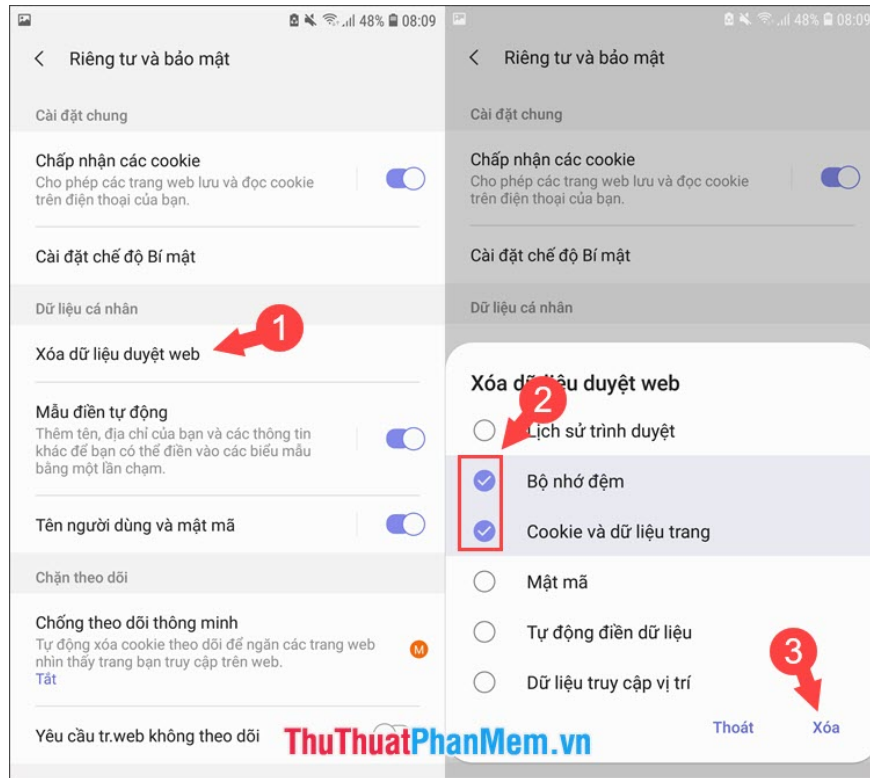 48% 08:09
Riêng tư và bảo mật
Cài đặt chung
Chấp nhận các cookie
Cho phép các trang web lưu và đọc cookie
trên điện thoại của bạn.
Cài đặt chế độ Bí mật
Dữ liệu cá nhân
1
Xóa dữ liệu duyệt web
Mẫu điền tự động
Thêm tên, địa chỉ của bạn và các thông tin
khác để bạn có thể điền vào các biểu mẫu
bằng một lần chạm.
Tên người dùng và mật mã
Chặn theo dõi
Chống theo dõi thông minh
Tự động xóa cookie theo dõi để ngăn các trang web
nhìn thấy trang bạn truy cập trên web.
Tắt
M
Yêu cầu tr.web không theo dõi
48% 08:09
Riêng tư và bảo mật
Cài đặt chung
Chấp nhận các cookie
Cho phép các trang web lưu và đọc cookie
trên điện thoại của bạn.
Cài đặt chế độ Bí mật
Dữ liệu cá nhân
Xóa dữ liệu duyệt web
2
Lịch sử trình duyệt
Bộ nhớ đệm
Cookie và dữ liệu trang
Mật mã
Tự động điền dữ liệu
3
Dữ liệu truy cập vị trí
Thoát Xóa
ThuThuatPhanMem.vn